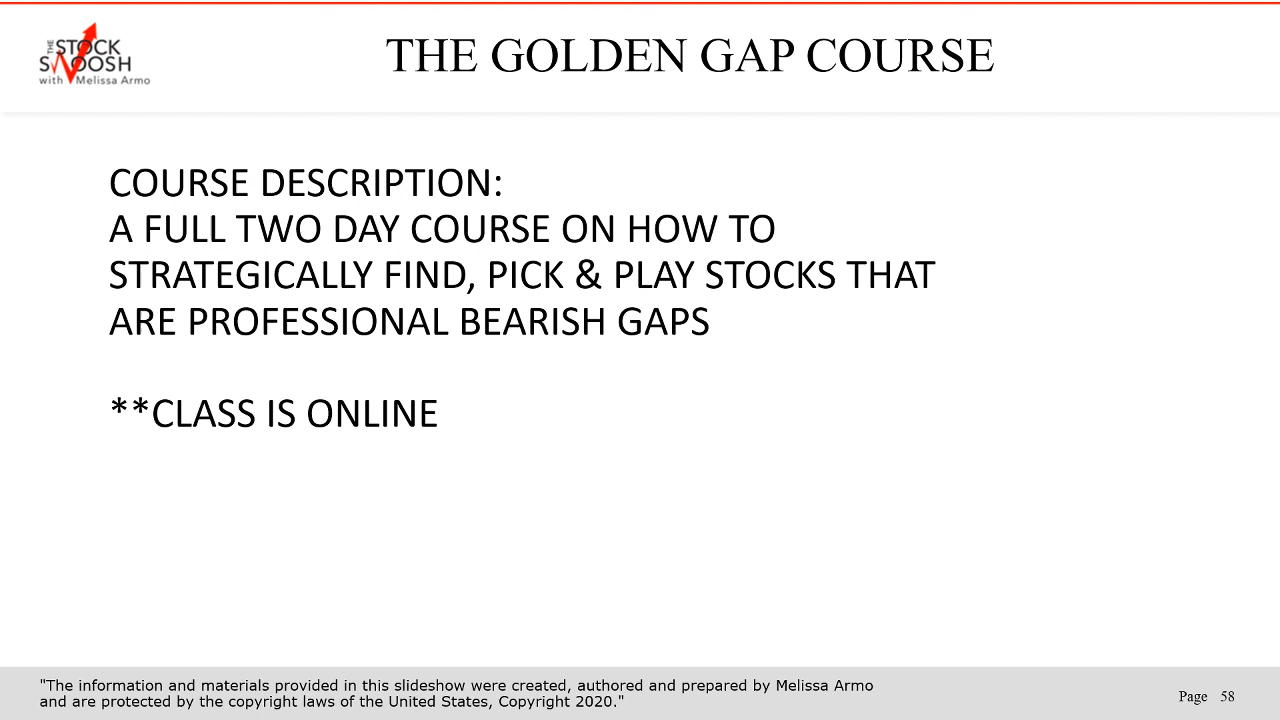 THE STOCK
SWOOSH
with Melissa Armo
THE GOLDEN GAP COURSE
COURSE DESCRIPTION:
A FULL TWO DAY COURSE ON HOW TO
STRATEGICALLY FIND, PICK & PLAY STOCKS THAT
ARE PROFESSIONAL BEARISH GAPS
**CLASS IS ONLINE
"The information and materials provided in this slideshow were created, authored and prepared by Melissa Armo
and are protected by the copyright laws of the United States, Copyright 2020."
Page 58